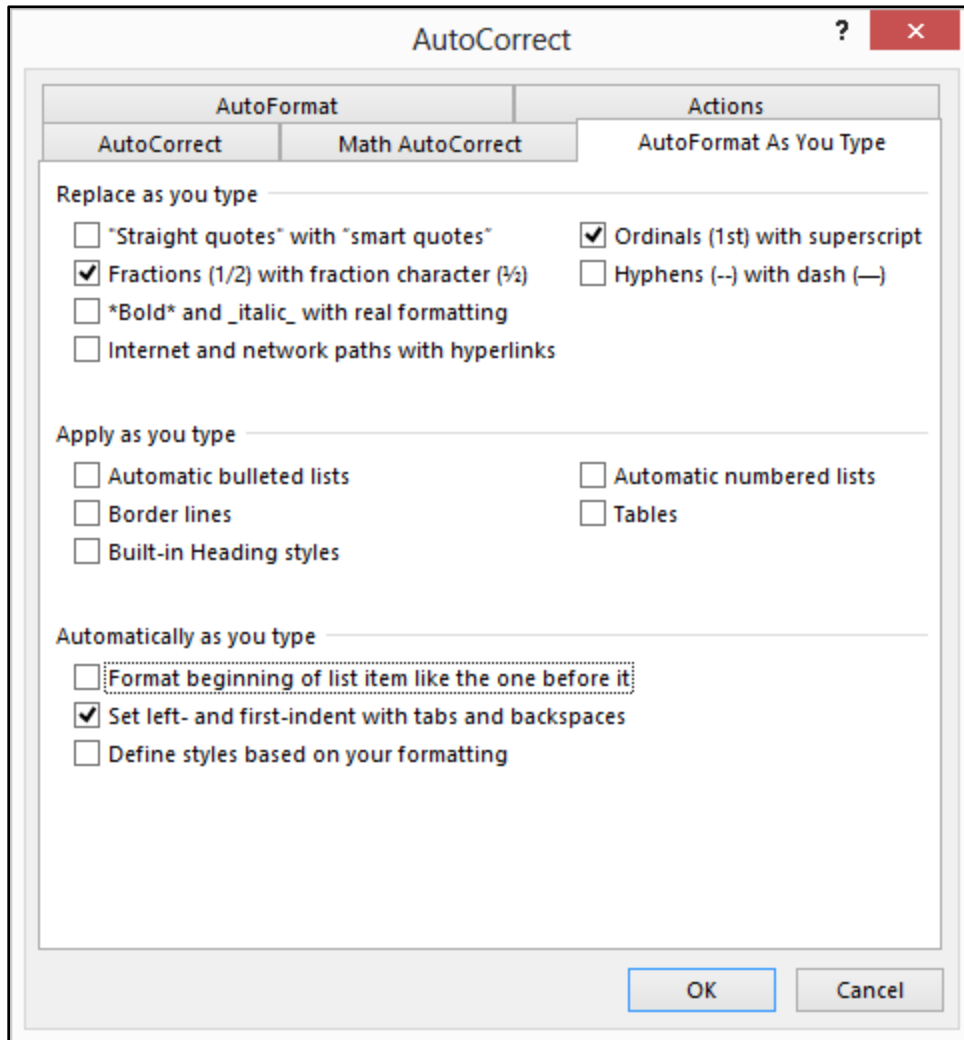 AutoCorrect
?
AutoFormat Actions
AutoCorrect Math AutoCorrect AutoFormat As You Type
Replace as you type
"Straight quotes" with “smart quotes” Ordinals (1st) with superscript
Fractions (1/2) with fraction character (½) Hyphens (--) with dash (—)
*Bold* and _italic_ with real formatting
Internet and network paths with hyperlinks
Apply as you type
Automatic bulleted lists Automatic numbered lists
Border lines Tables
Built-in Heading styles
Automatically as you type
Format beginning of list item like the one before it
Set left- and first-indent with tabs and backspaces
Define styles based on your formatting
OK Cancel